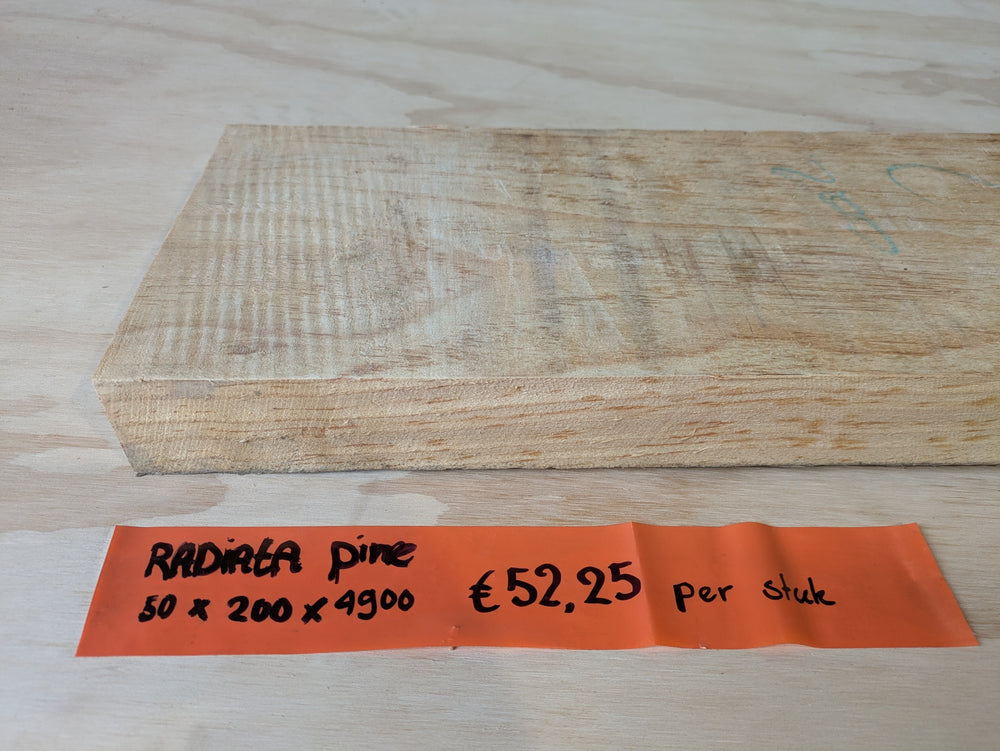 RADiAtA pine
50 x 200 x 4900
€ 52,25 per stuk